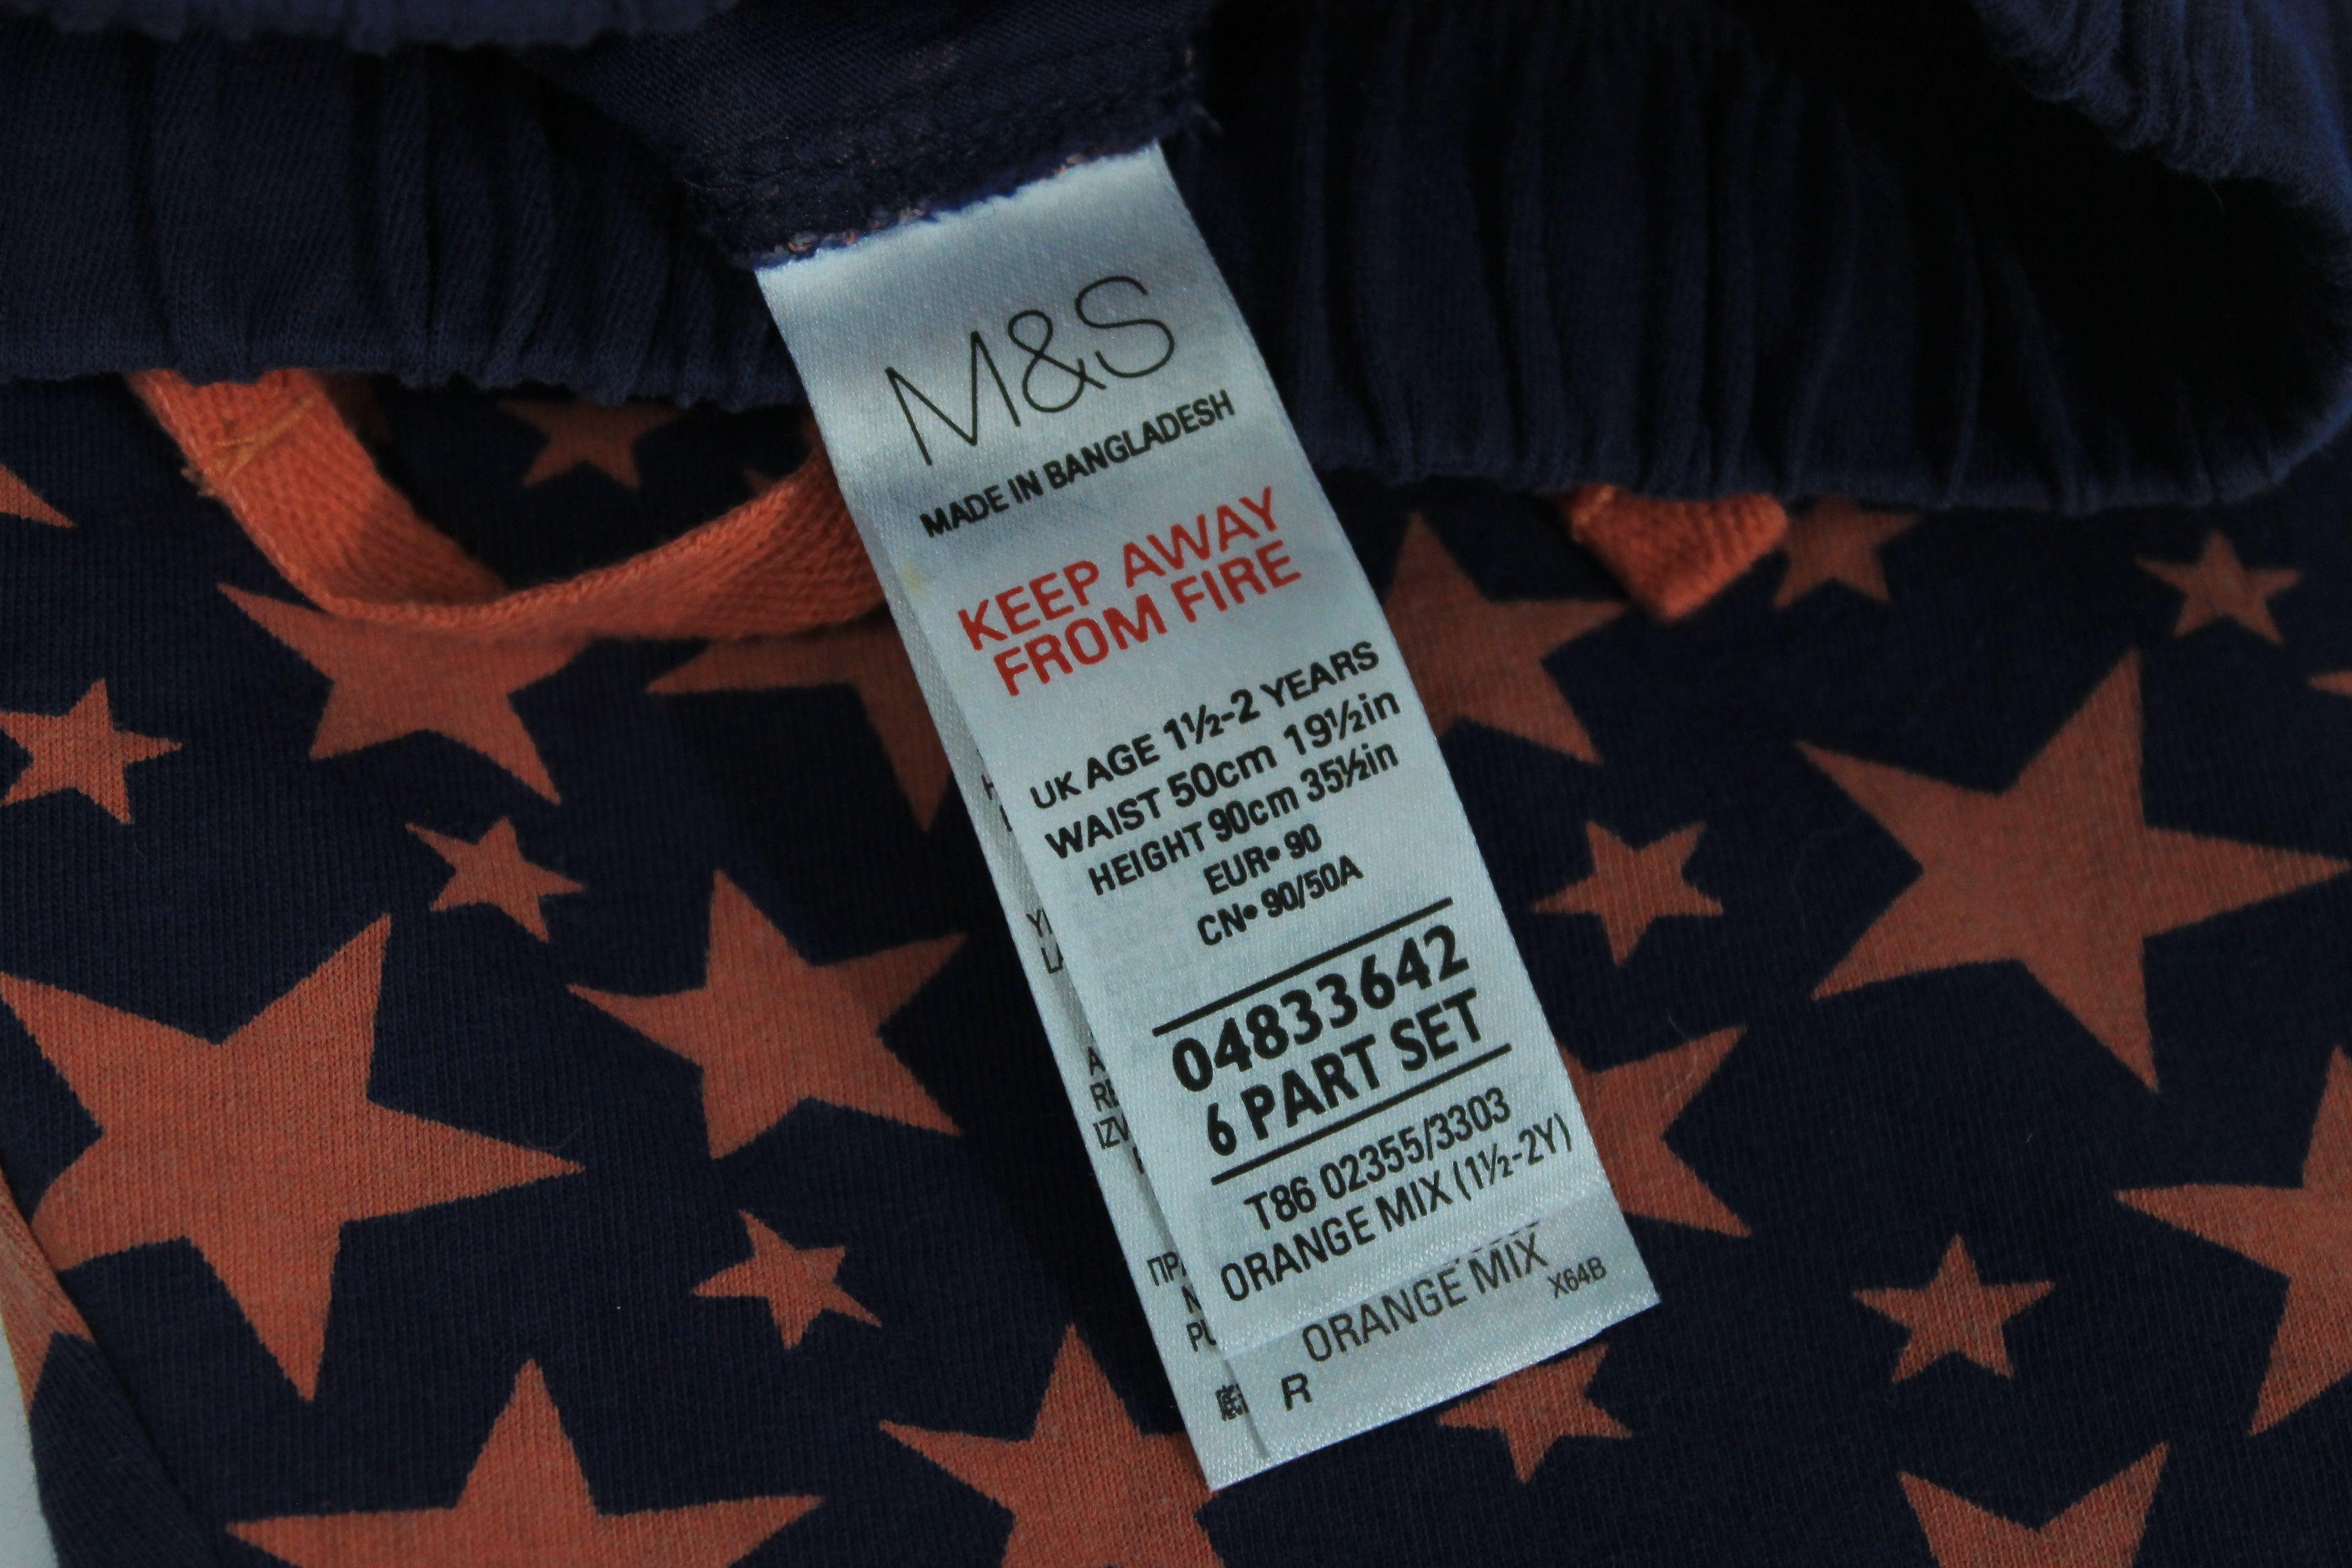 M&S
MADE IN BANGLADESH
KEEP AWAY
FROM FIRE
UK AGE 1½-2 YEARS
WAIST 50cm 19½in
HEIGHT 90cm 35½in
EUR• 90
CN• 90/50A
04833642
6 PART SET
T86 02355/3303
ORANGE MIX (1½-2Y)
ORANGE MIX
X64B
R